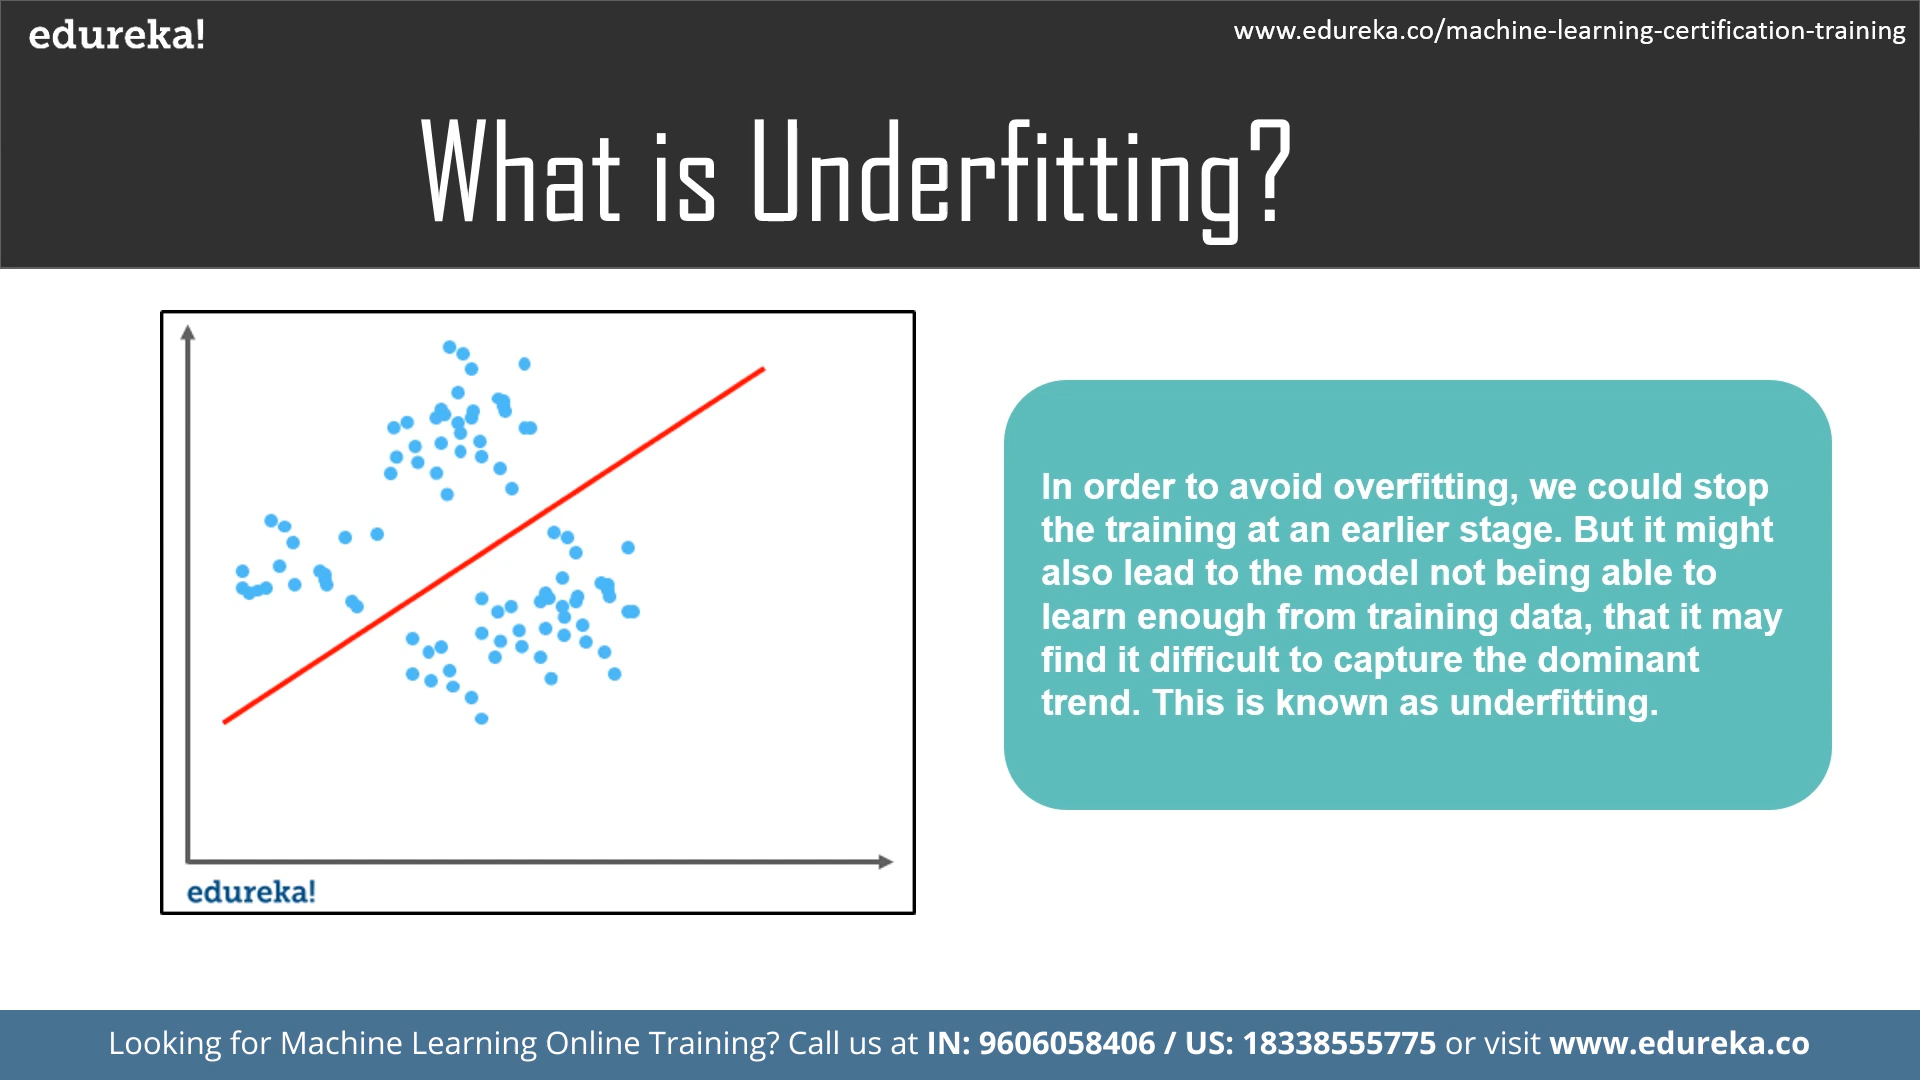 edureka!
www.edureka.co/machine-learning-certification-training
What is Underfitting?
In order to avoid overfitting, we could stop
the training at an earlier stage. But it might
also lead to the model not being able to
learn enough from training data, that it may
find it difficult to capture the dominant
trend. This is known as underfitting.
edureka!
Looking for Machine Learning Online Training? Call us at IN: 9606058406 / US: 18338555775 or visit www.edureka.co